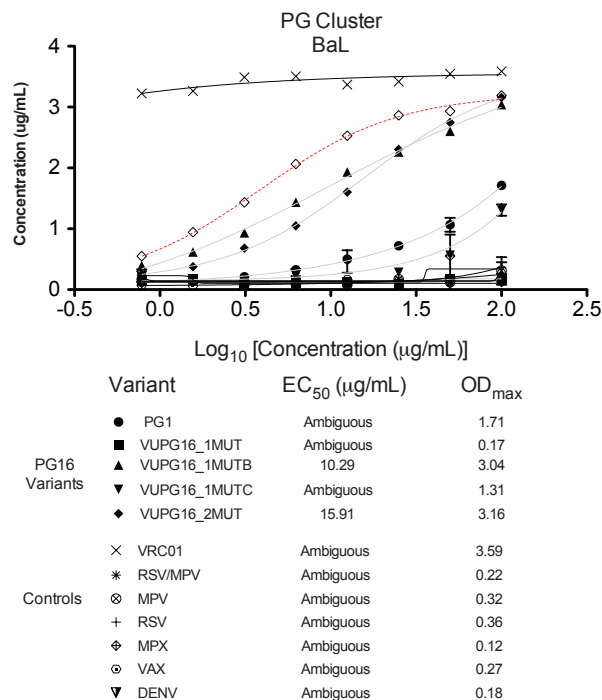 PG Cluster
BaL
Concentration (ug/mL)
4
3
2
1
0
-0.5 0.0 0.5 1.0 1.5 2.0 2.5
Log10 [Concentration (μg/mL)]
Variant EC50 (μg/mL) ODmax
PG16 Variants
PG1 Ambiguous 1.71
VUPG16_1MUT Ambiguous 0.17
VUPG16_1MUTB 10.29 3.04
VUPG16_1MUTC Ambiguous 1.31
VUPG16_2MUT 15.91 3.16
Controls
VRC01 Ambiguous 3.59
RSV/MPV Ambiguous 0.22
MPV Ambiguous 0.32
RSV Ambiguous 0.36
MPX Ambiguous 0.12
VAX Ambiguous 0.27
DENV Ambiguous 0.18